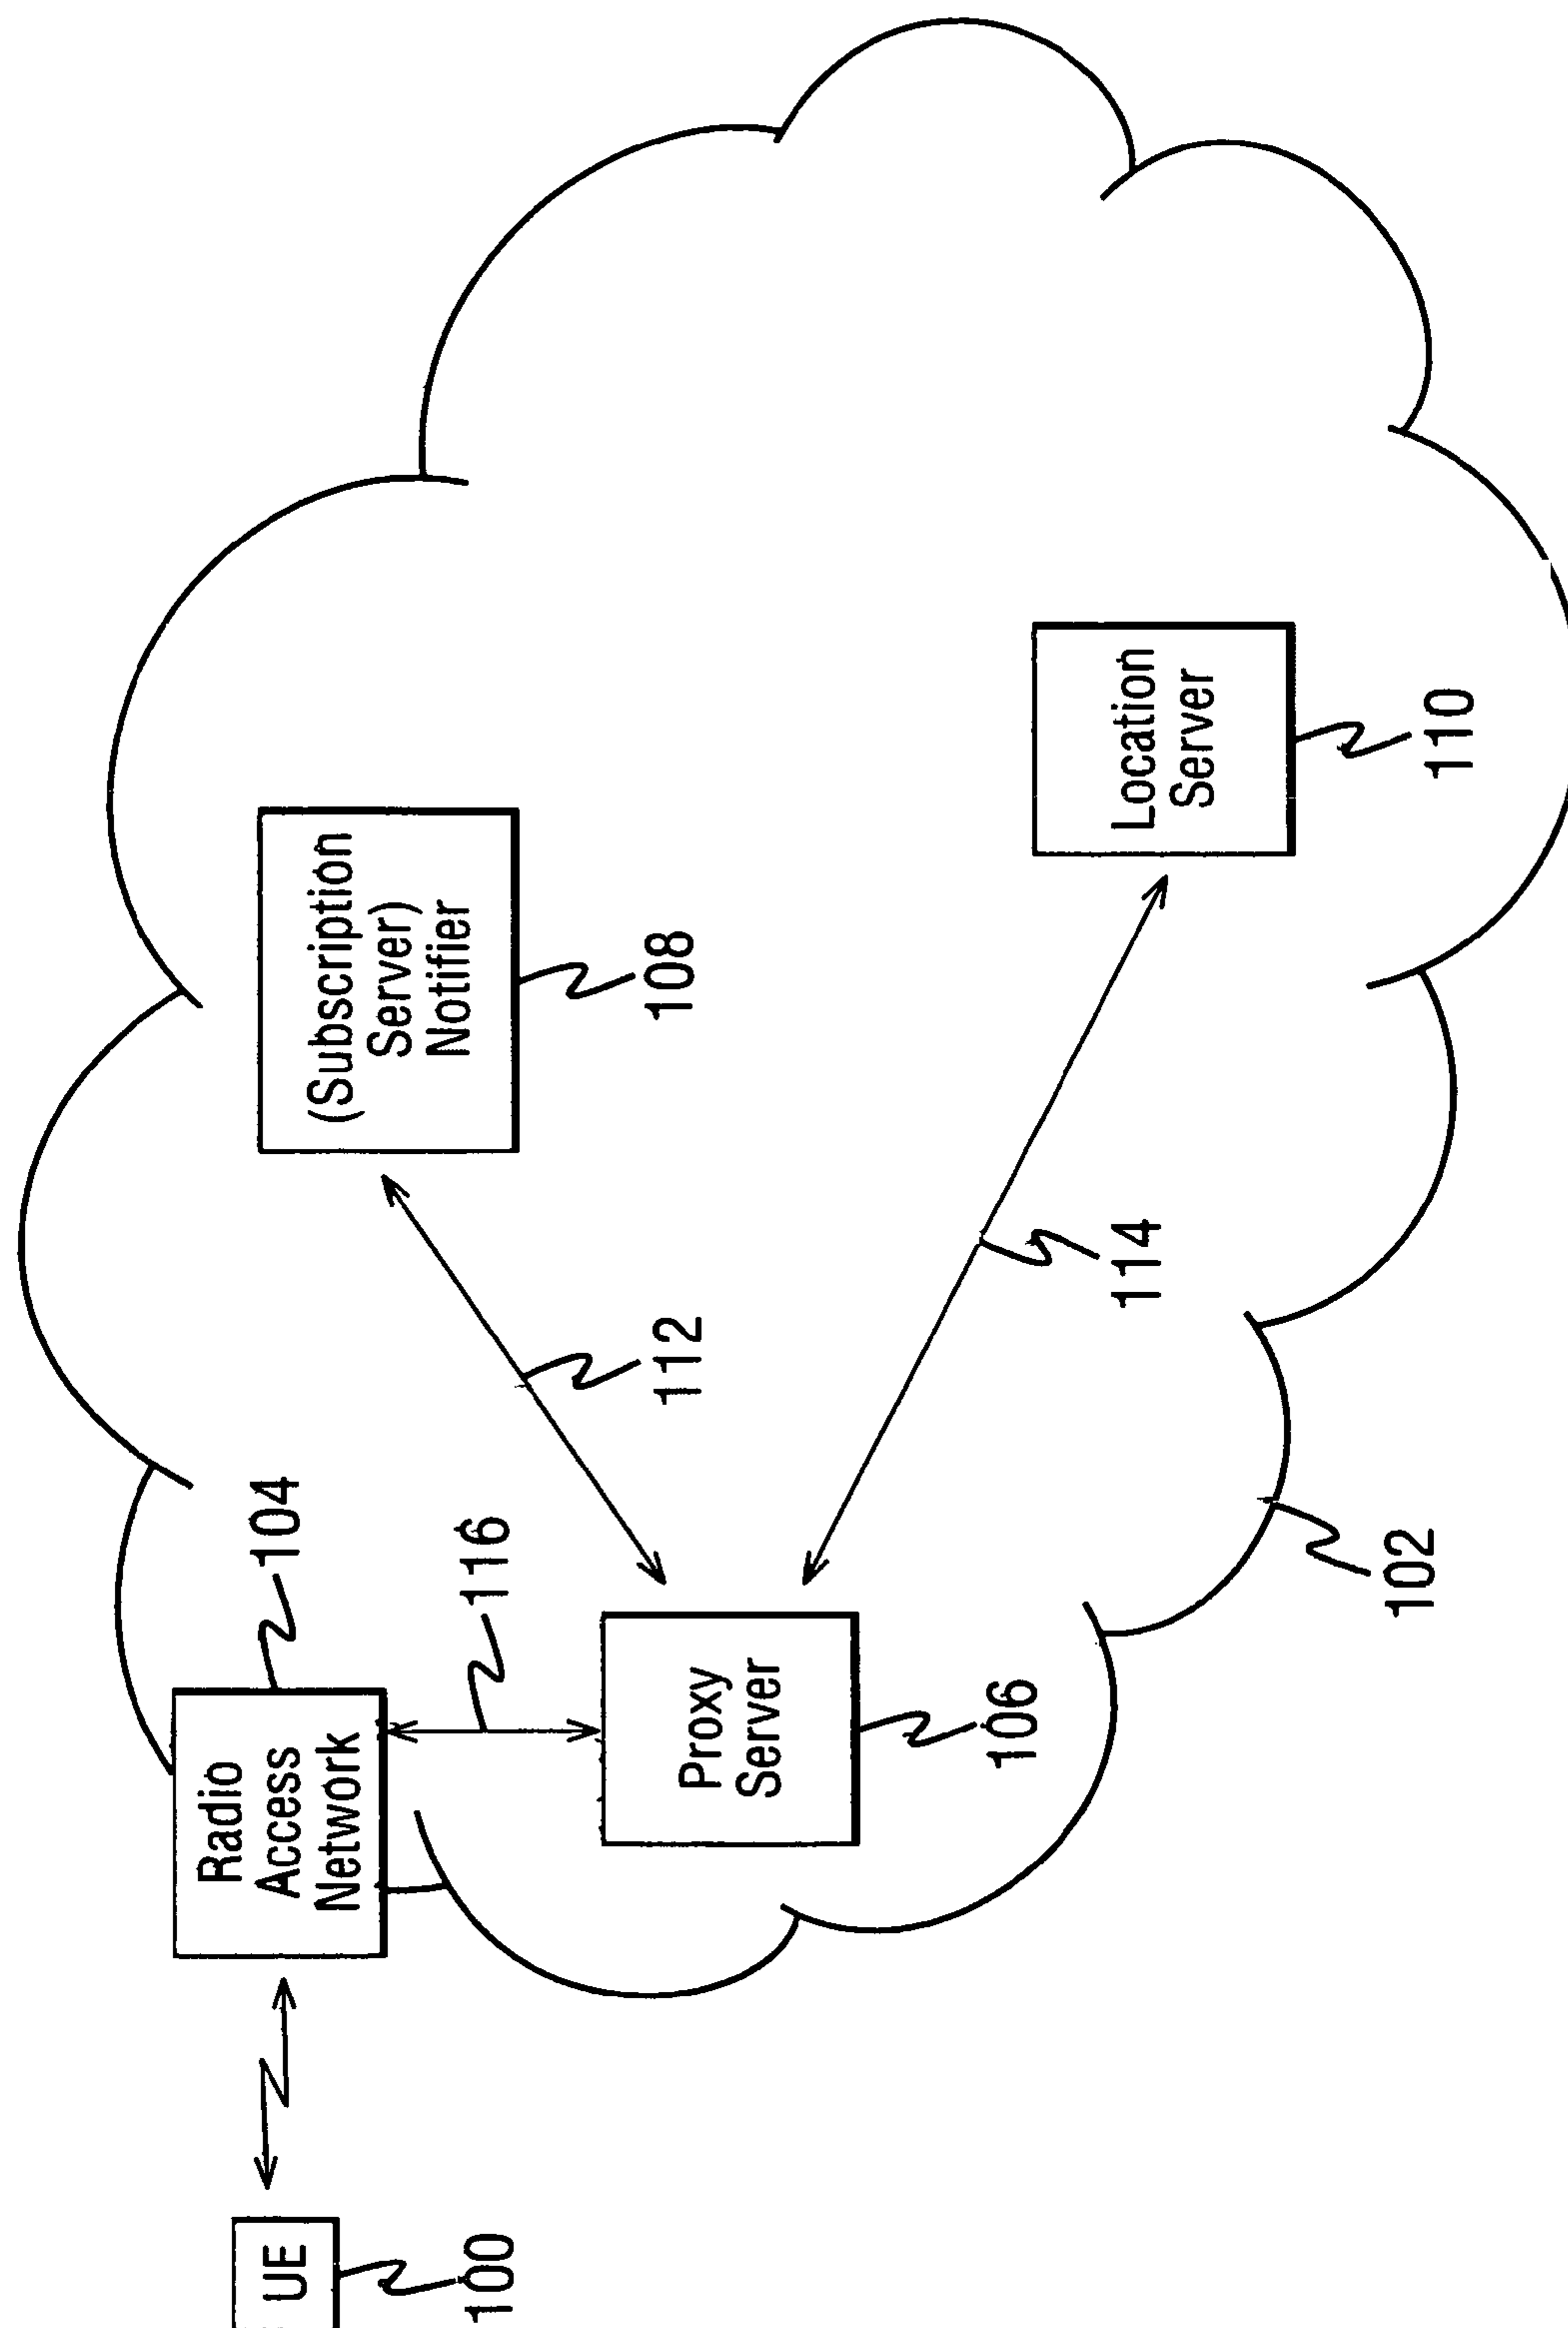 UE
100
Radio
Access
Network
104
116
Proxy
Server
106
112
(Subscription
Server)
Notifier
108
114
Location
Server
110
102